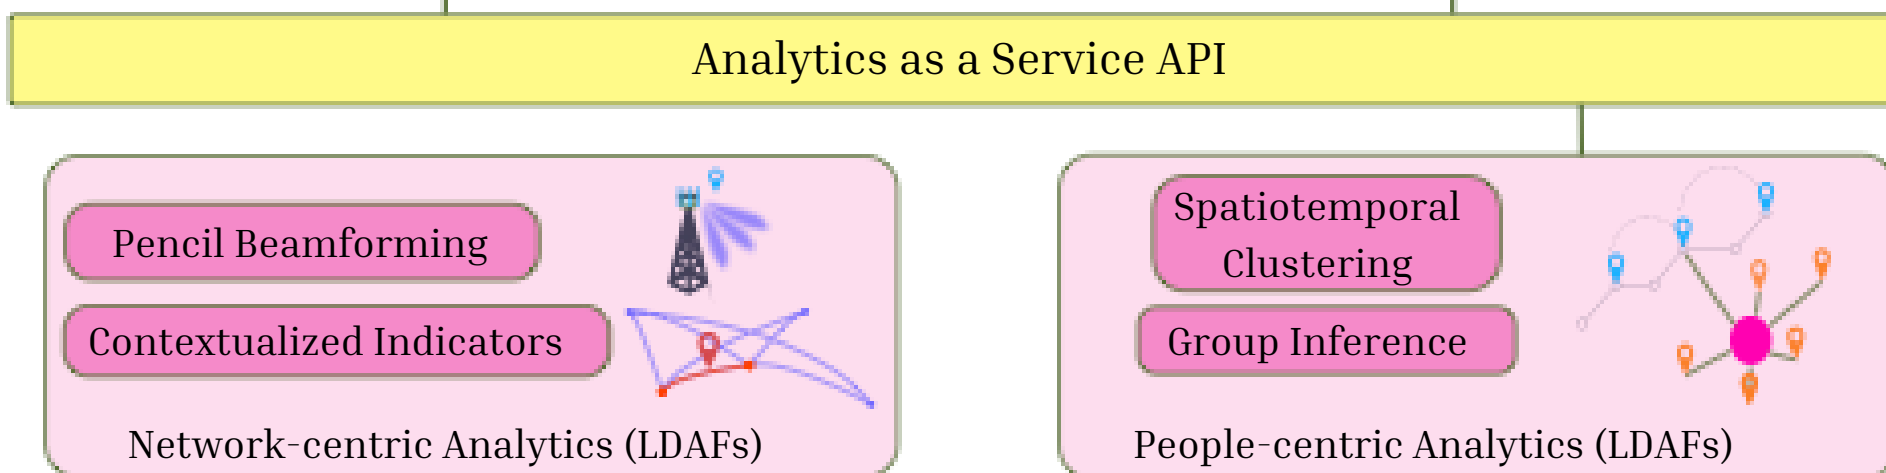 Analytics as a Service API
Pencil Beamforming
Contextualized Indicators
Network-centric Analytics (LDAFs)
Spatiotemporal
Clustering
Group Inference
People-centric Analytics (LDAFs)